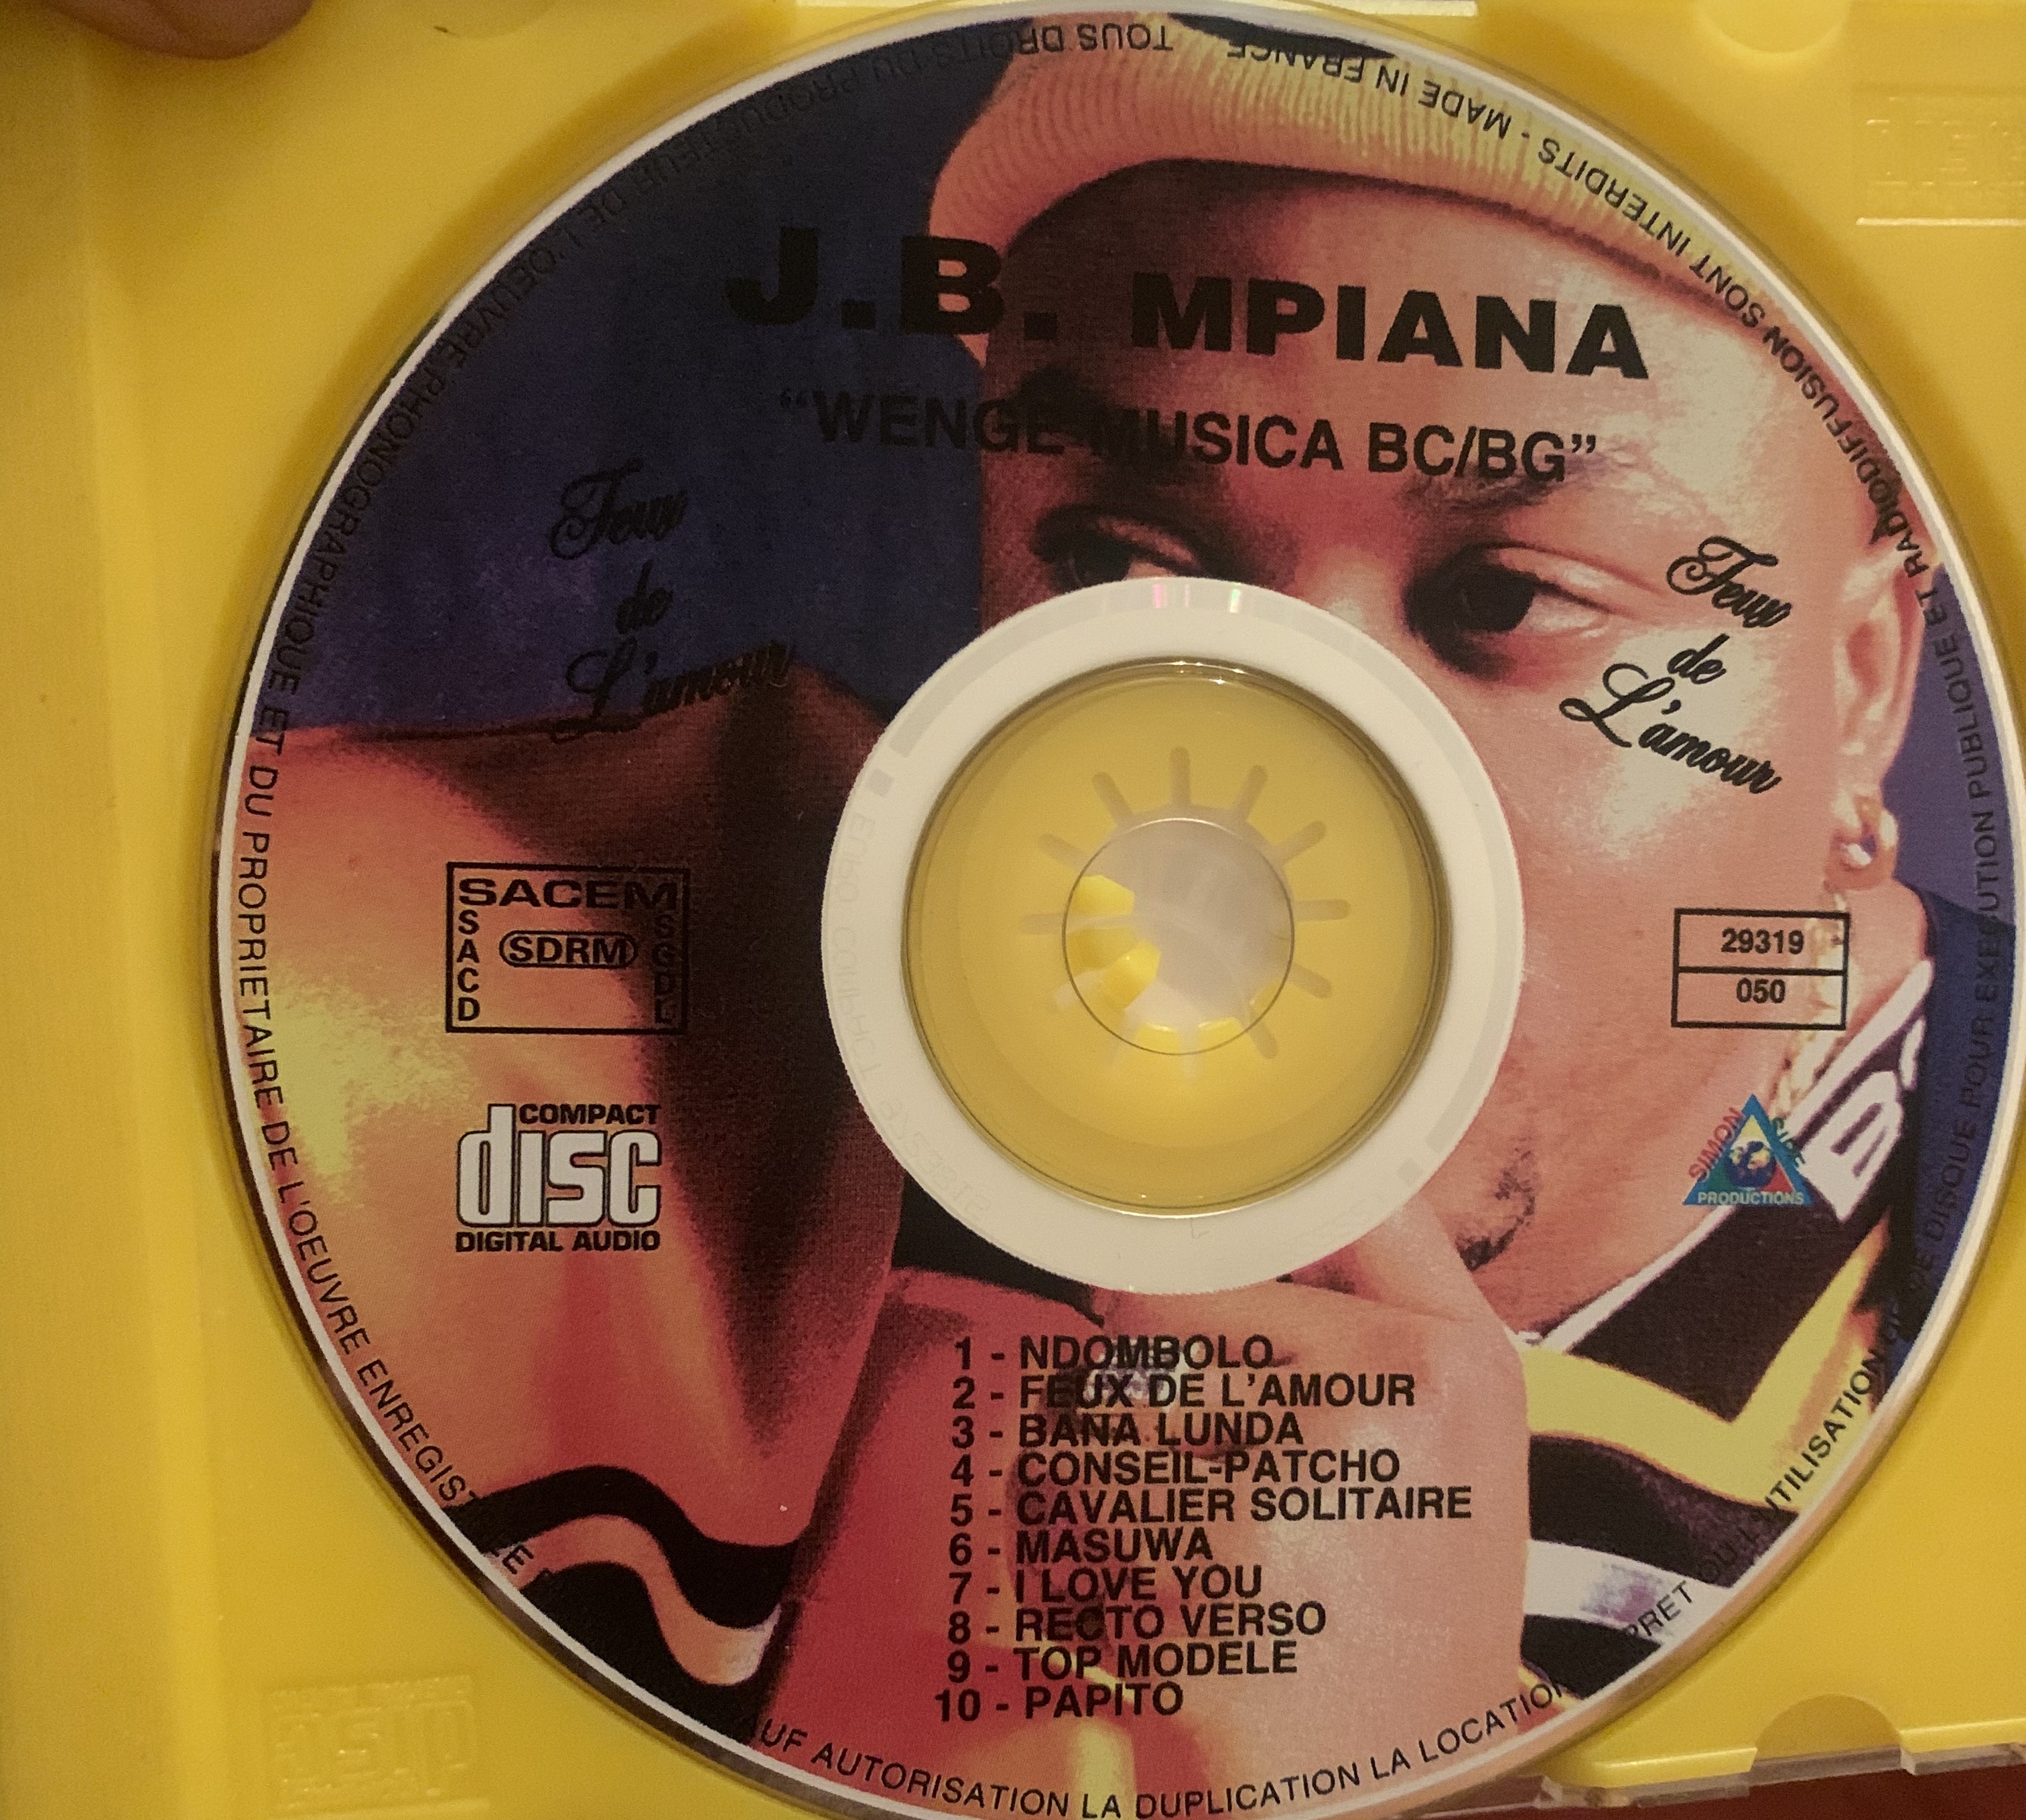 J.B. MPIANA
“WENGE MUSICA BC/BG”
Feux
de
L'amour
Feux
de
L'amour
SACEM
SACD
SDRM
SGDL
29319
050
COMPACT
disc
DIGITAL AUDIO
SIMON
SIPE
PRODUCTIONS
1 - NDOMBOLO
2 - FEUX DE L'AMOUR
3 - BANA LUNDA
4 - CONSEIL-PATCHO
5 - CAVALIER SOLITAIRE
6 - MASUWA
7 - I LOVE YOU
8 - RECTO VERSO
9 - TOP MODELE
10 - PAPITO
TOUS DROITS DU PRODUCTEUR DE L'OEUVRE PHONOGRAPHIQUE ET DU PROPRIETAIRE DE L'OEUVRE AUTORISATION LA DUPLICATION LA LOCATION OU L'UTILISATION DE DISQUE POUR EXECUTION PUBLIQUE ET RADIODIFFUSION SONT INTERDITS - MADE IN FRANCE